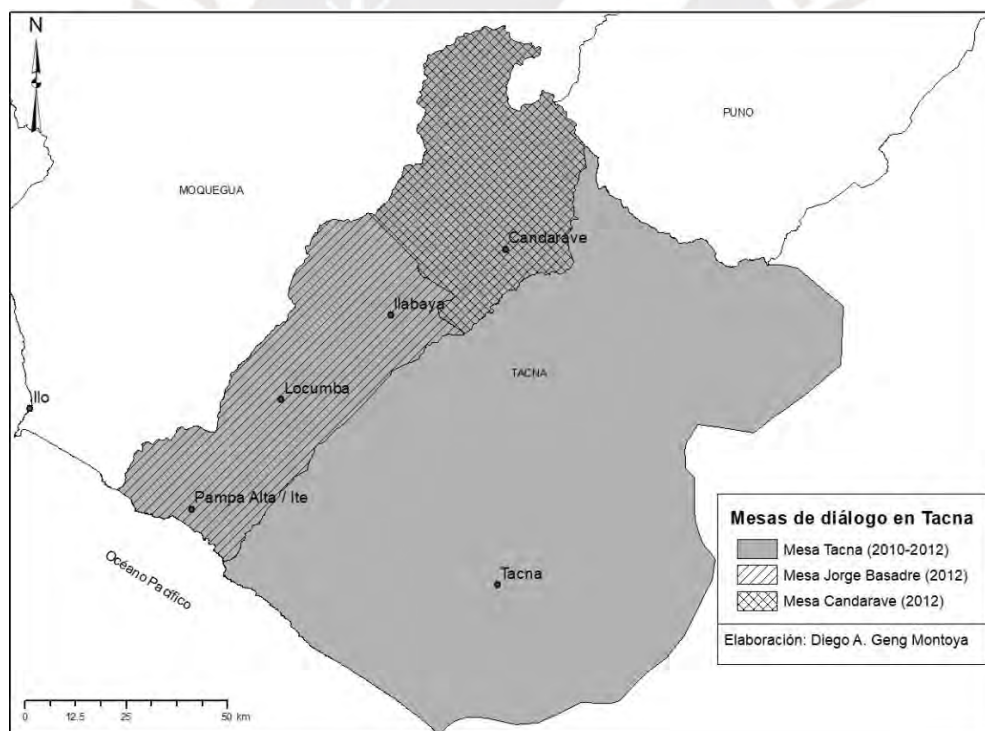 N
PUNO
MOQUEGUA
Candarave
Ilabaya
TACNA
Locumba
Ilo
Pampa Alta / Ite
Océano Pacífico
Tacna
Mesas de diálogo en Tacna
Mesa Tacna (2010-2012)
Mesa Jorge Basadre (2012)
Mesa Candarave (2012)
Elaboración: Diego A. Geng Montoya
0 12.5 25 50 km